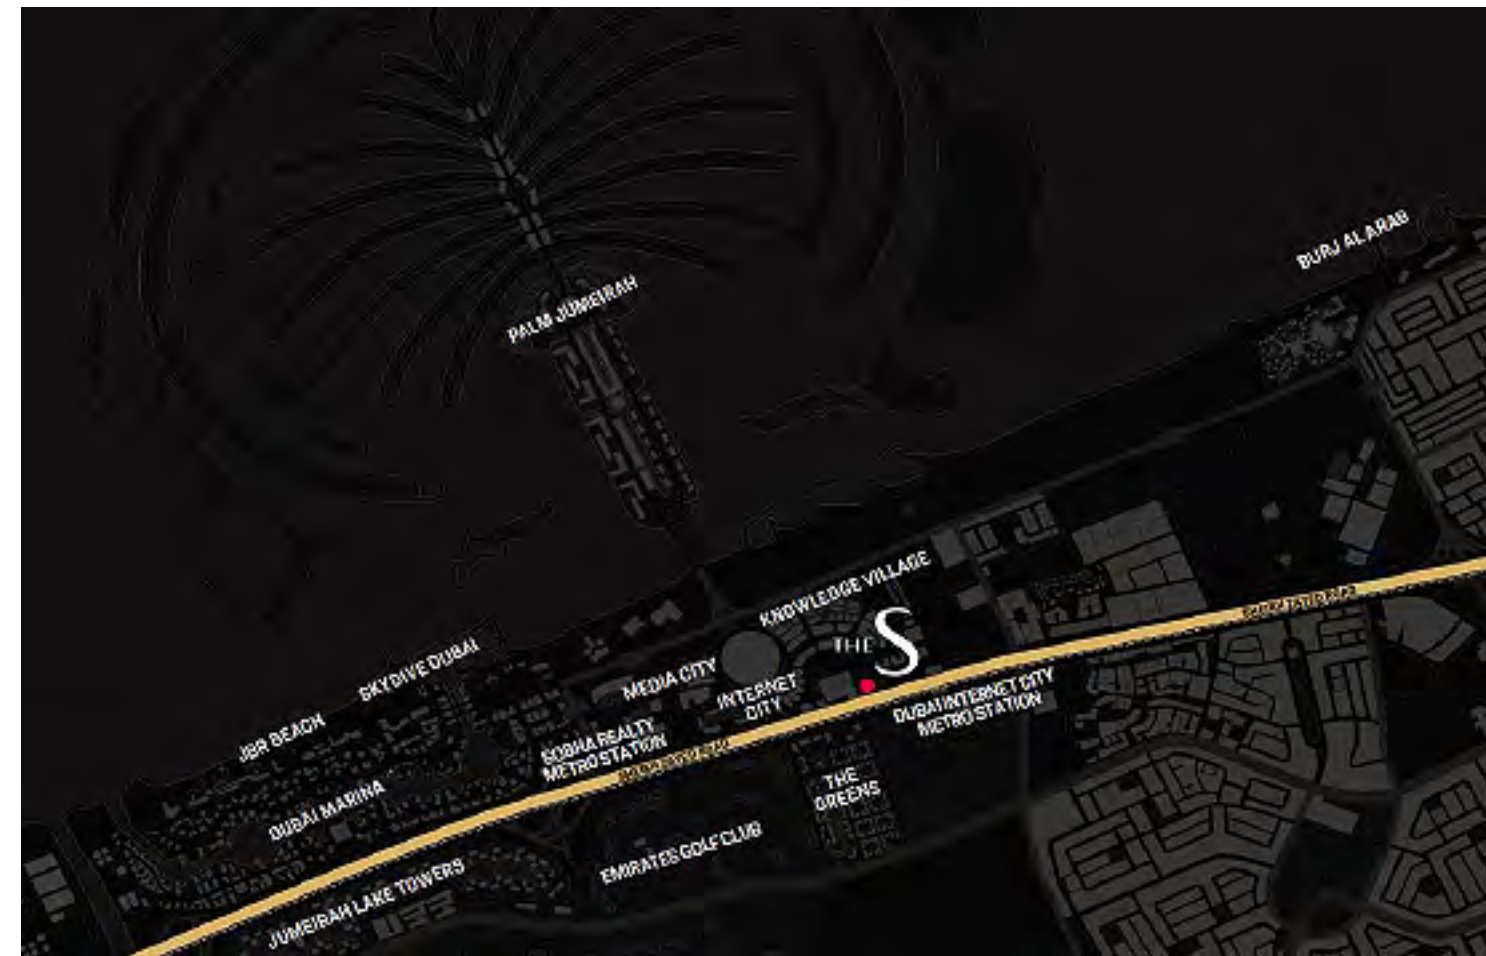 BURJ AL ARAB
PALM JUMEIRAH
KNOWLEDGE VILLAGE
THE S
SKYDIVE DUBAI
MEDIA CITY
INTERNET
CITY
DUBAI INTERNET CITY
METRO STATION
JBR BEACH
SOBHA REALTY
METRO STATION
THE
GREENS
DUBAI MARINA
EMIRATES GOLF CLUB
JUMEIRAH LAKE TOWERS